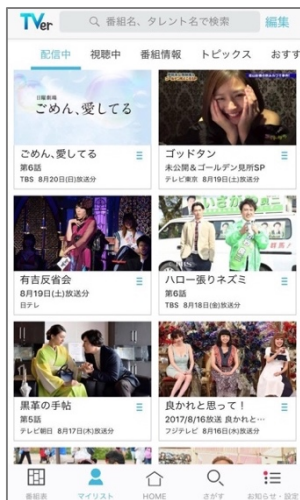 TVer
番組名、タレント名で検索
編集
配信中 視聴中 番組情報 トピックス おすす
日曜劇場
ごめん、愛してる
ごめん、愛してる
第6話
TBS 8月20日(日)放送分
ゴッドタン
未公開&ゴールデン見所SP
テレビ東京 8月19日(土)放送分
有吉反省会
8月19日(土)放送分
日テレ
ハロー張りネズミ
第6話
TBS 8月18日(金)放送分
黒革の手帖
第5話
テレビ朝日 8月17日(木)放送分
良かれと思って!
2017/8/16放送 良かれと…
フジテレビ 8月16日(水)放送分
番組表 マイリスト HOME さがす お知らせ・設定